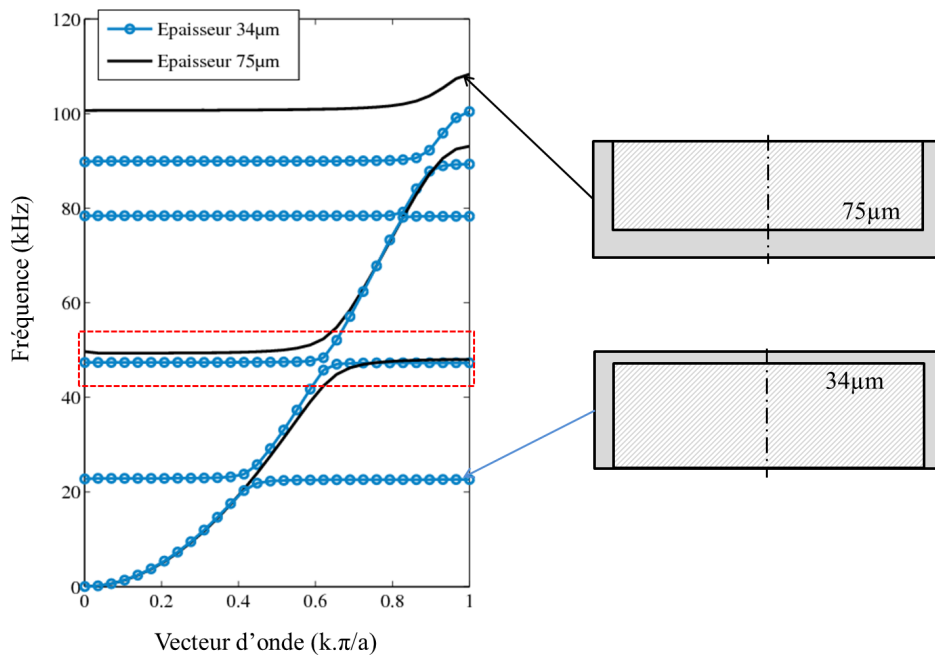 120
Epaisseur 34µm
Epaisseur 75µm
100
80
60
40
20
0
0
0.2
0.4
0.6
0.8
1
Fréquence (kHz)
Vecteur d’onde (k.π/a)
75µm
34µm